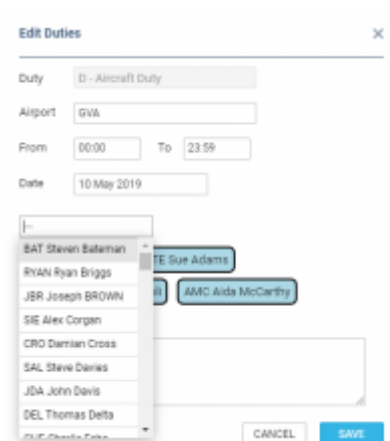 Edit Duties ×
Duty D - Aircraft Duty
Airport GVA
From 00:00 To 23:59
Date 10 May 2019
--
BAT Steven Bateman
TE Sue Adams
RYAN Ryan Briggs
JBR JOSEPH BROWN
AMC Aida McCarthy
SIE Alex Corgan
CRO Damian Cross
SAL Steve Davies
JDA John Davis
DEL Thomas Delta
CANCEL SAVE